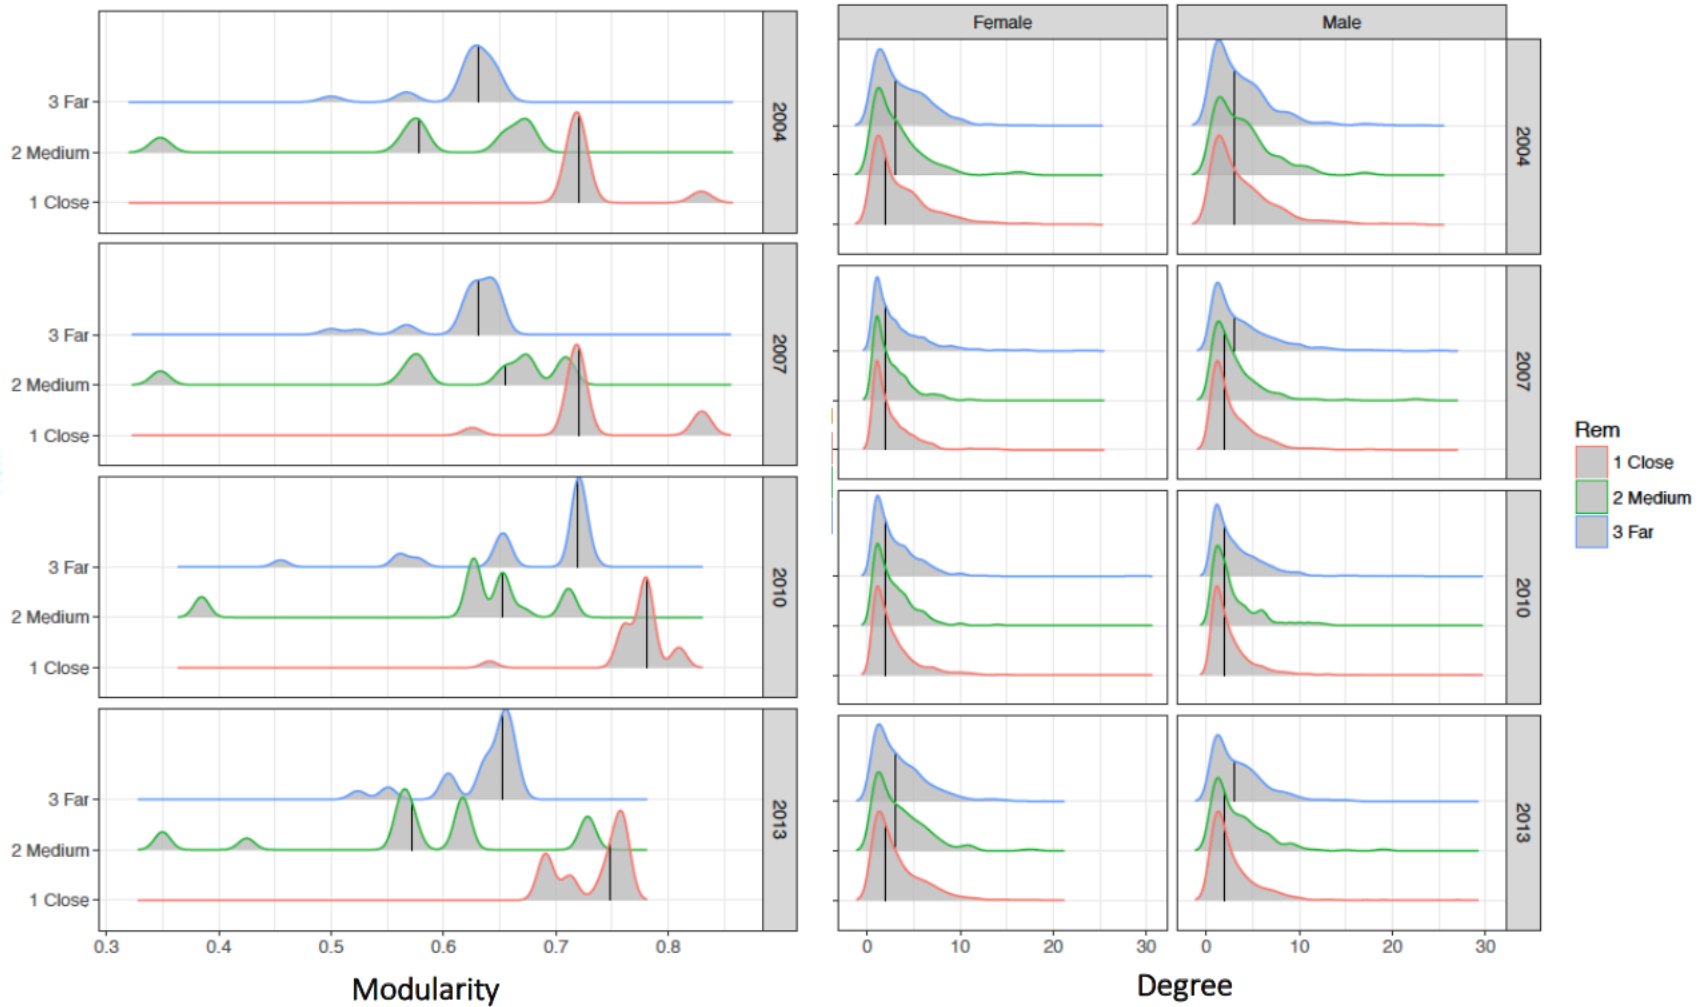 3 Far
2 Medium
1 Close
2004
3 Far
2 Medium
1 Close
2007
3 Far
2 Medium
1 Close
2010
3 Far
2 Medium
1 Close
2013
0.3 0.4 0.5 0.6 0.7 0.8
Modularity
Female Male
2004
2007
2010
2013
0 10 20 30 0 10 20 30
Degree
Rem
1 Close
2 Medium
3 Far